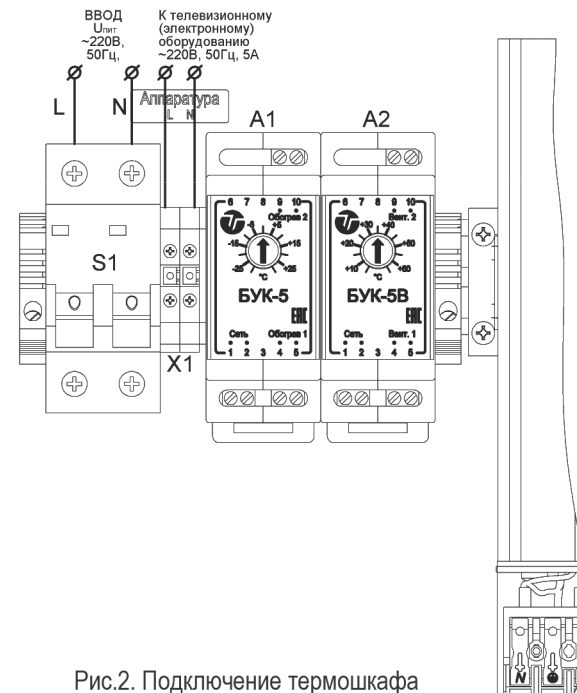 ВВОД
Uпит
~220В,
50Гц,
К телевизионному
(электронному)
оборудованию
~220В, 50Гц, 5А
L
N
Аппаратура
L N
A1
A2
S1
X1
6 7 8 9 10
Обогрев 2
-5 +5
-15 +15
-25 +25
°C
БУК-5
ЕАС
Сеть Обогрев 1
1 2 3 4 5
6 7 8 9 10
Вент. 2
+30 +40
+20 +50
+10 +60
°C
БУК-5В
ЕАС
Сеть Вент. 1
1 2 3 4 5
N
Рис.2. Подключение термошкафа